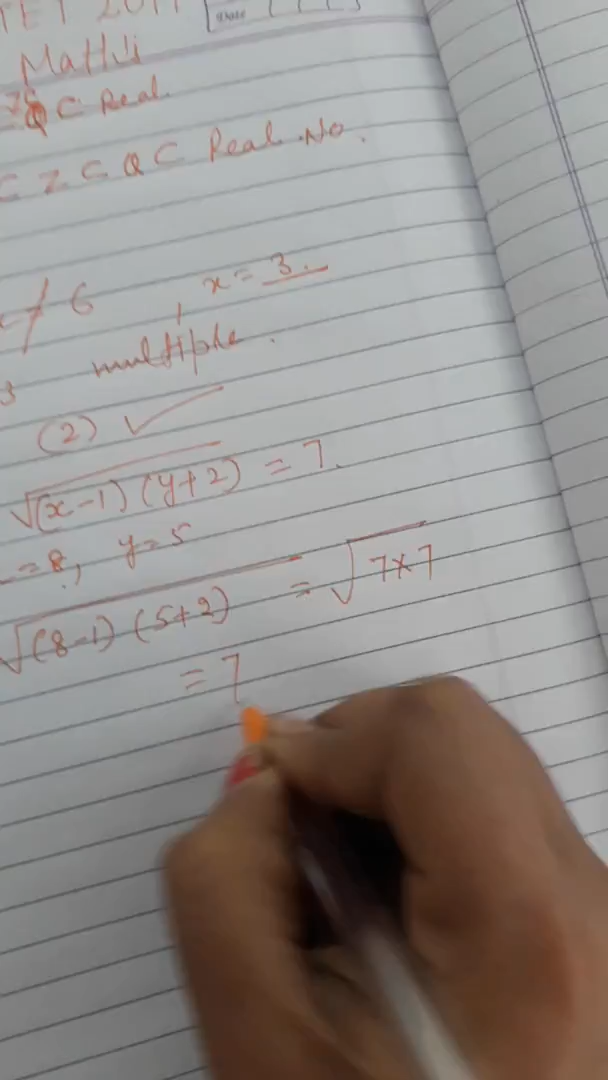 Date
Maths
C Real.
C Z C Q C Real No.
≠ 6 , x = 3.
3 multiple.
(2) ✓
√(x-1)(y+2) = 7.
=8, y=5
√(8-1)(5+2) = √7×7
= 7